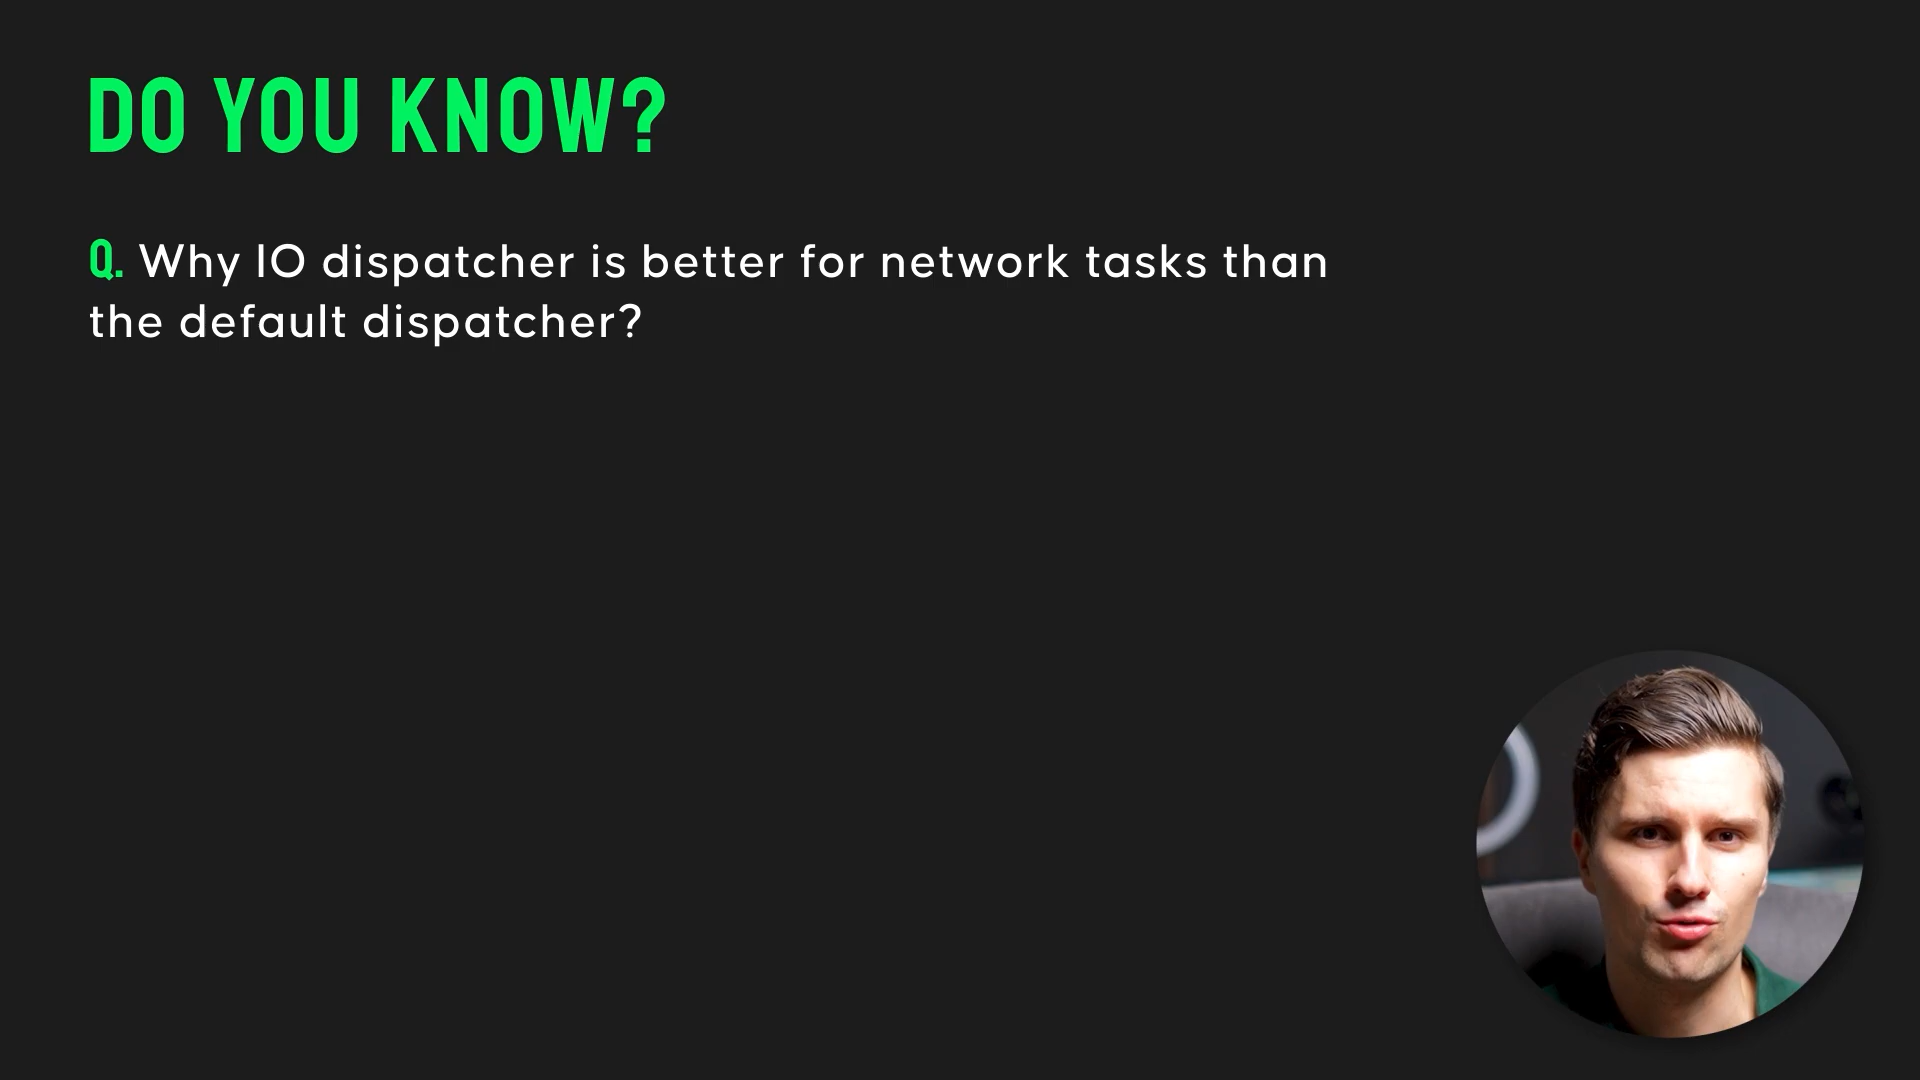 DO YOU KNOW?
Q. Why IO dispatcher is better for network tasks than
the default dispatcher?